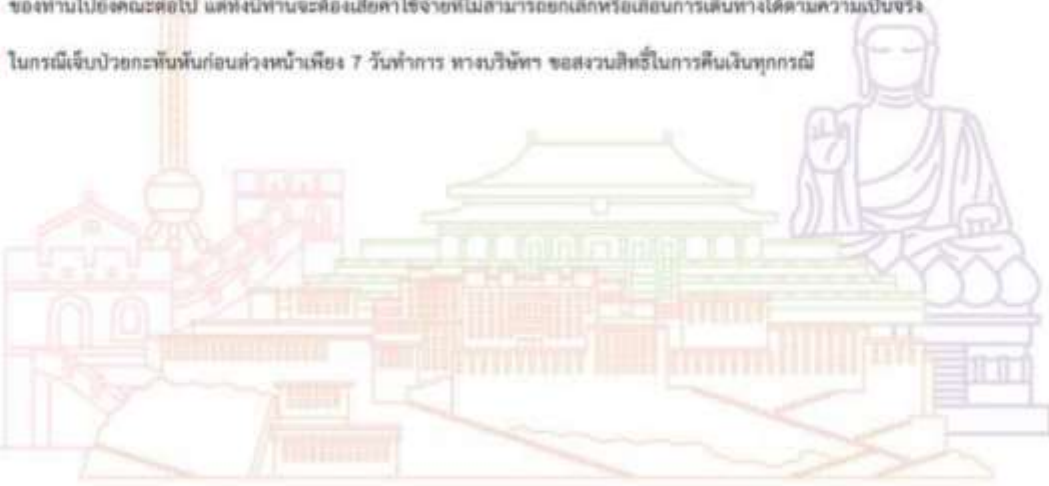 ของท่านไปยังคณะต่อไป แต่ทั้งนี้ท่านจะต้องเสียค่าใช้จ่ายที่ไม่สามารถยกเลิกหรือเลื่อนการเดินทางได้ตามความเป็นจริง
ในกรณีเจ็บป่วยกะทันหันก่อนล่วงหน้าเพียง 7 วันทำการ ทางบริษัทฯ ขอสงวนสิทธิ์ในการคืนเงินทุกกรณี